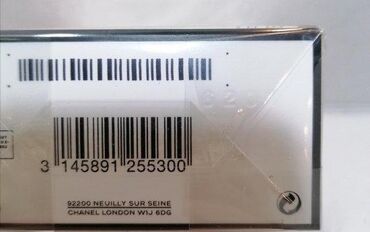 3 145891 255300
92200 NEUILLY SUR SEINE
CHANEL LONDON W1J 6DG